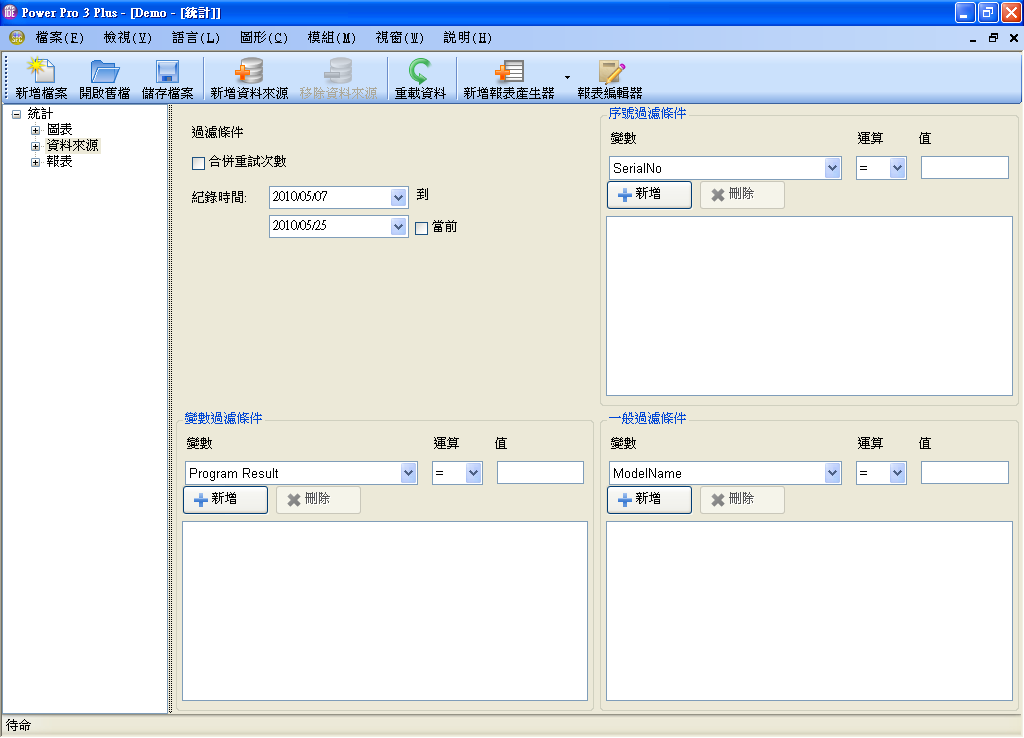 Power Pro 3 Plus - [Demo - [統計]]
檔案(F) 檢視(V) 語言(L) 圖形(C) 模組(M) 視窗(W) 說明(H)
新增檔案 開啟舊檔 儲存檔案 新增資料來源 移除資料來源 重載資料 新增報表產生器 報表編輯器
統計
圖表
資料來源
報表
過濾條件
合併重試次數
紀錄時間: 2010/05/07 到
2010/05/25 當前
序號過濾條件
變數 運算 值
SerialNo =
新增 刪除
變數過濾條件
變數 運算 值
Program Result =
新增 刪除
一般過濾條件
變數 運算 值
ModelName =
新增 刪除
待命